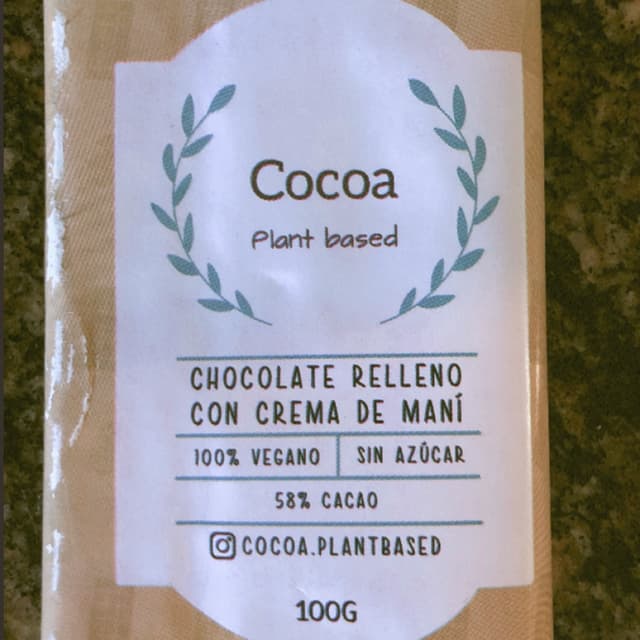 Cocoa
Plant based
CHOCOLATE RELLENO
CON CREMA DE MANÍ
100% VEGANO SIN AZÚCAR
58% CACAO
COCOA.PLANTBASED
100G